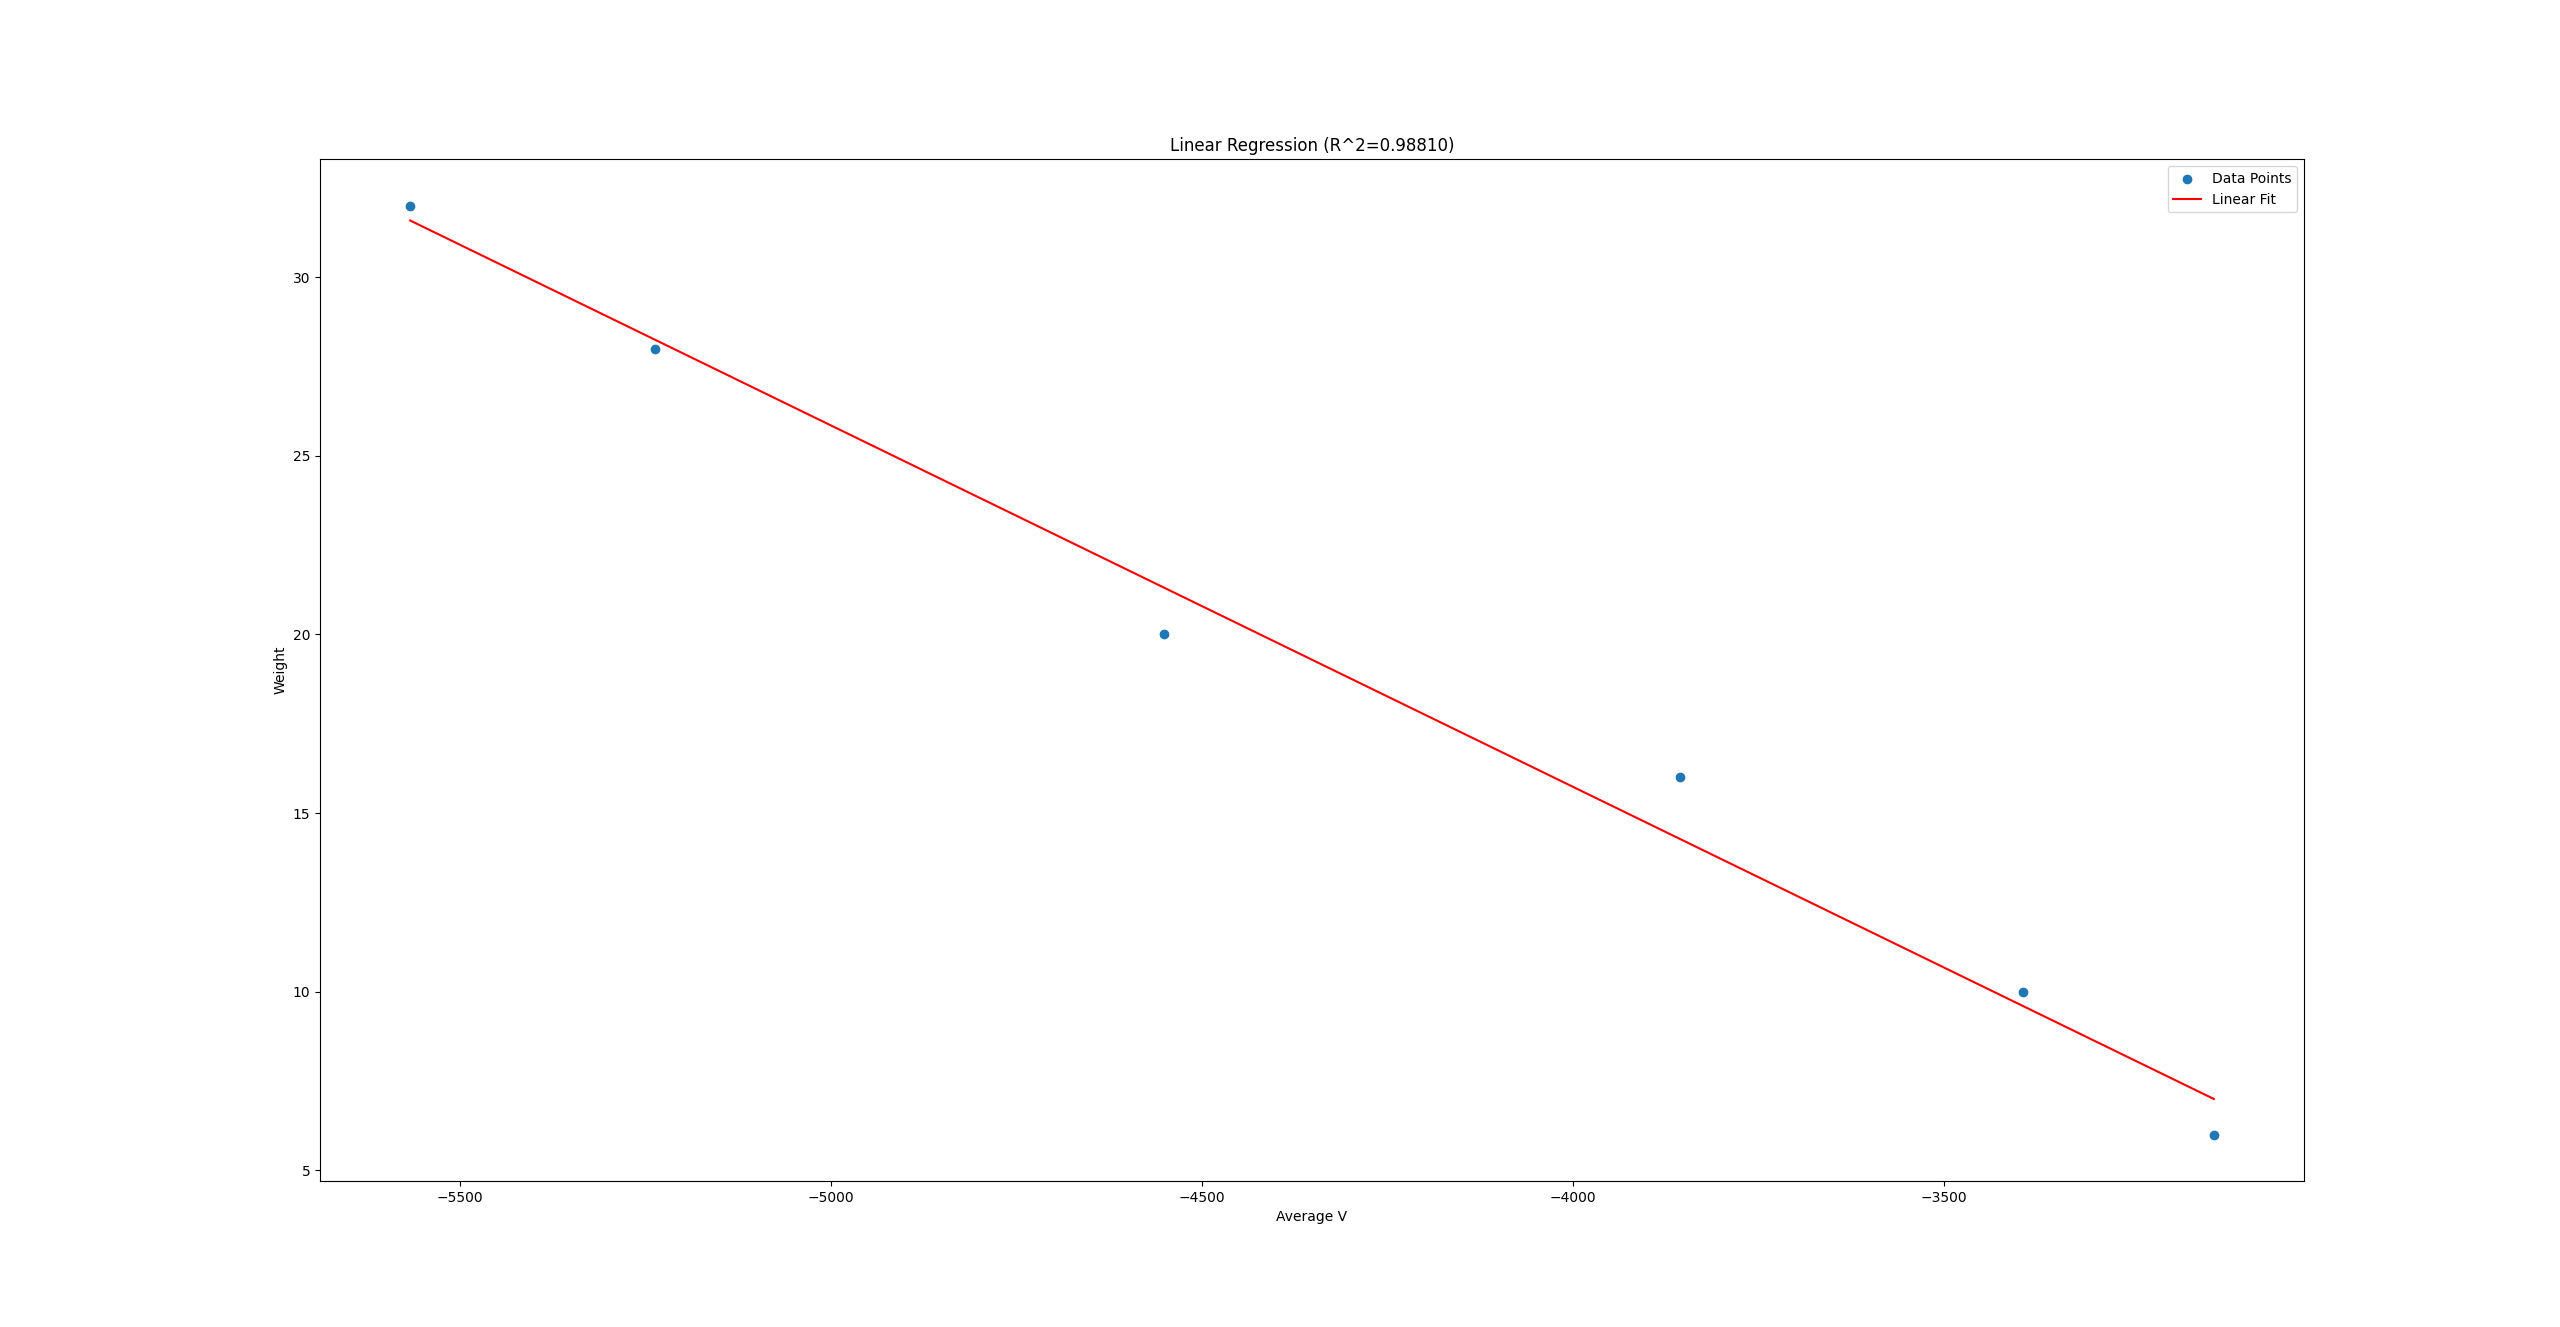 Linear Regression (R^2=0.98810)
Data Points
Linear Fit
30
25
20
15
10
5
Weight
−5500
−5000
−4500
−4000
−3500
Average V